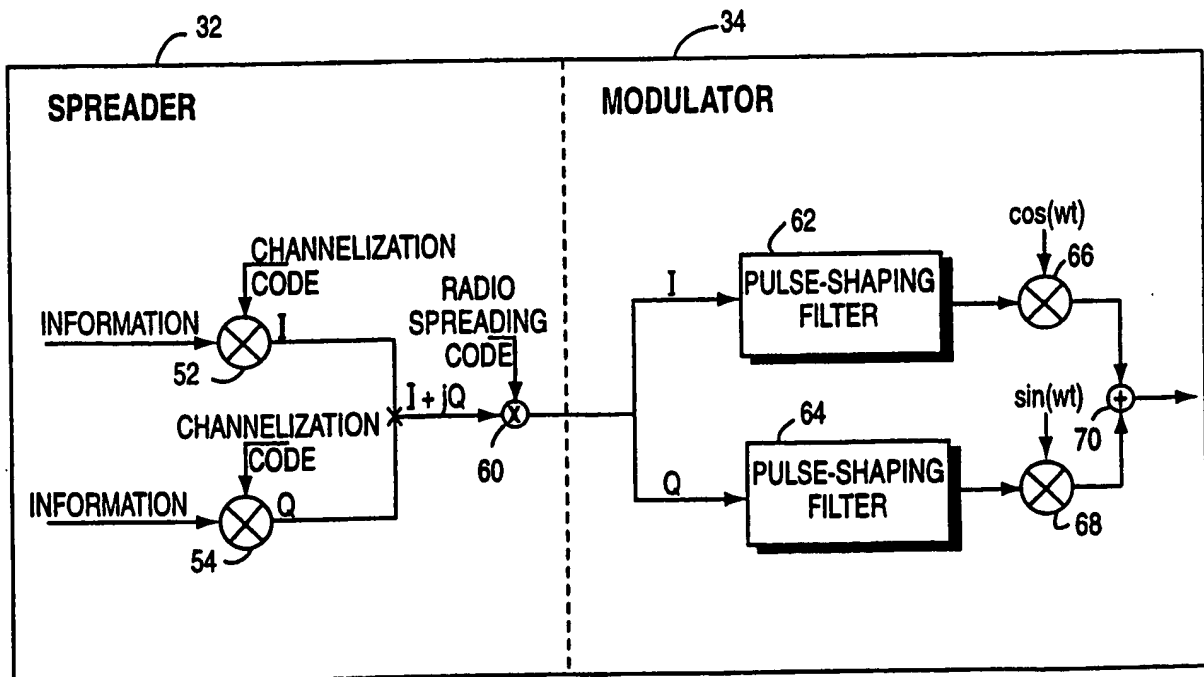 32
34
SPREADER
MODULATOR
CHANNELIZATION
CODE
INFORMATION
I
52
RADIO
SPREADING
CODE
I + jQ
60
CHANNELIZATION
CODE
INFORMATION
Q
54
62
I
PULSE-SHAPING
FILTER
cos(wt)
66
64
Q
PULSE-SHAPING
FILTER
sin(wt)
68
70